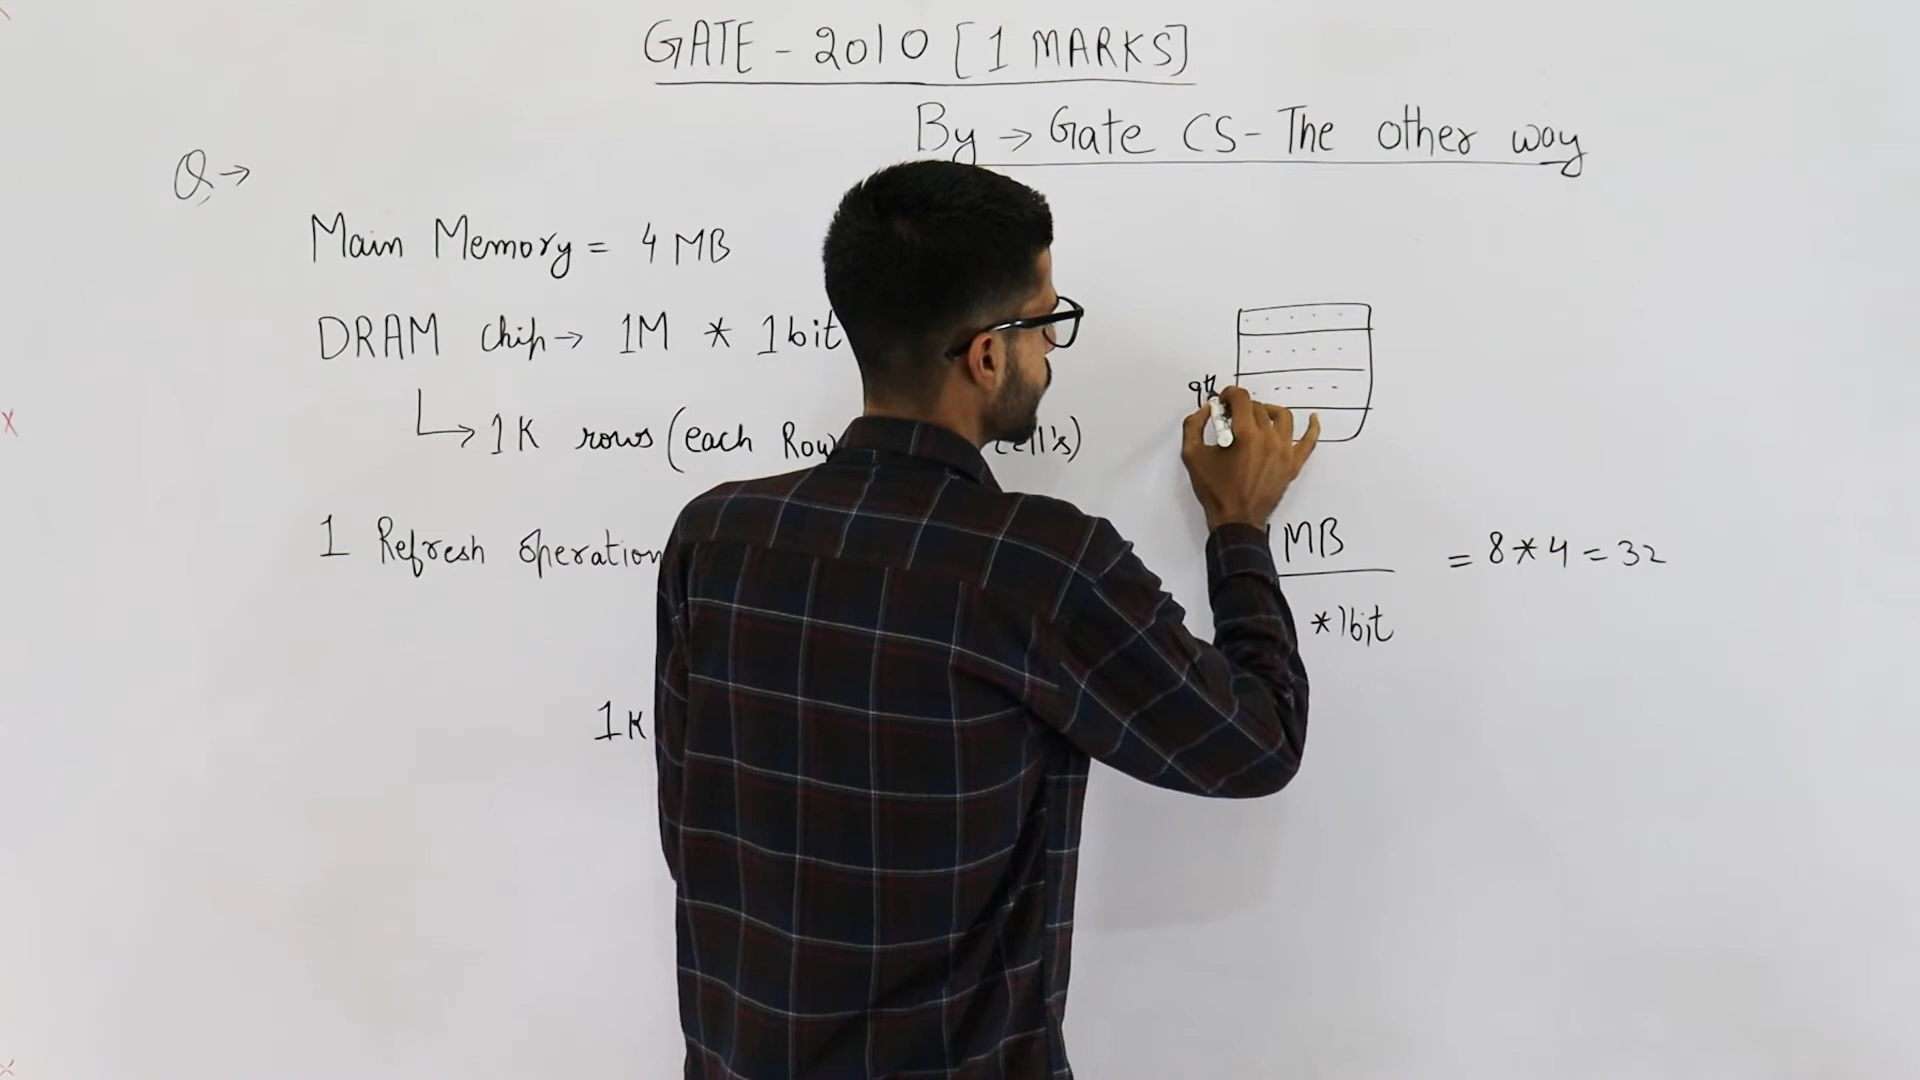 GATE - 2010 [1 MARKS]
By → Gate CS - The other way
Q →
Main Memory = 4 MB
DRAM chip → 1M * 1bit
↳ 1K rows (each Row cell's)
1 Refresh operation
MB
= 8 * 4 = 32
* 1bit
1K